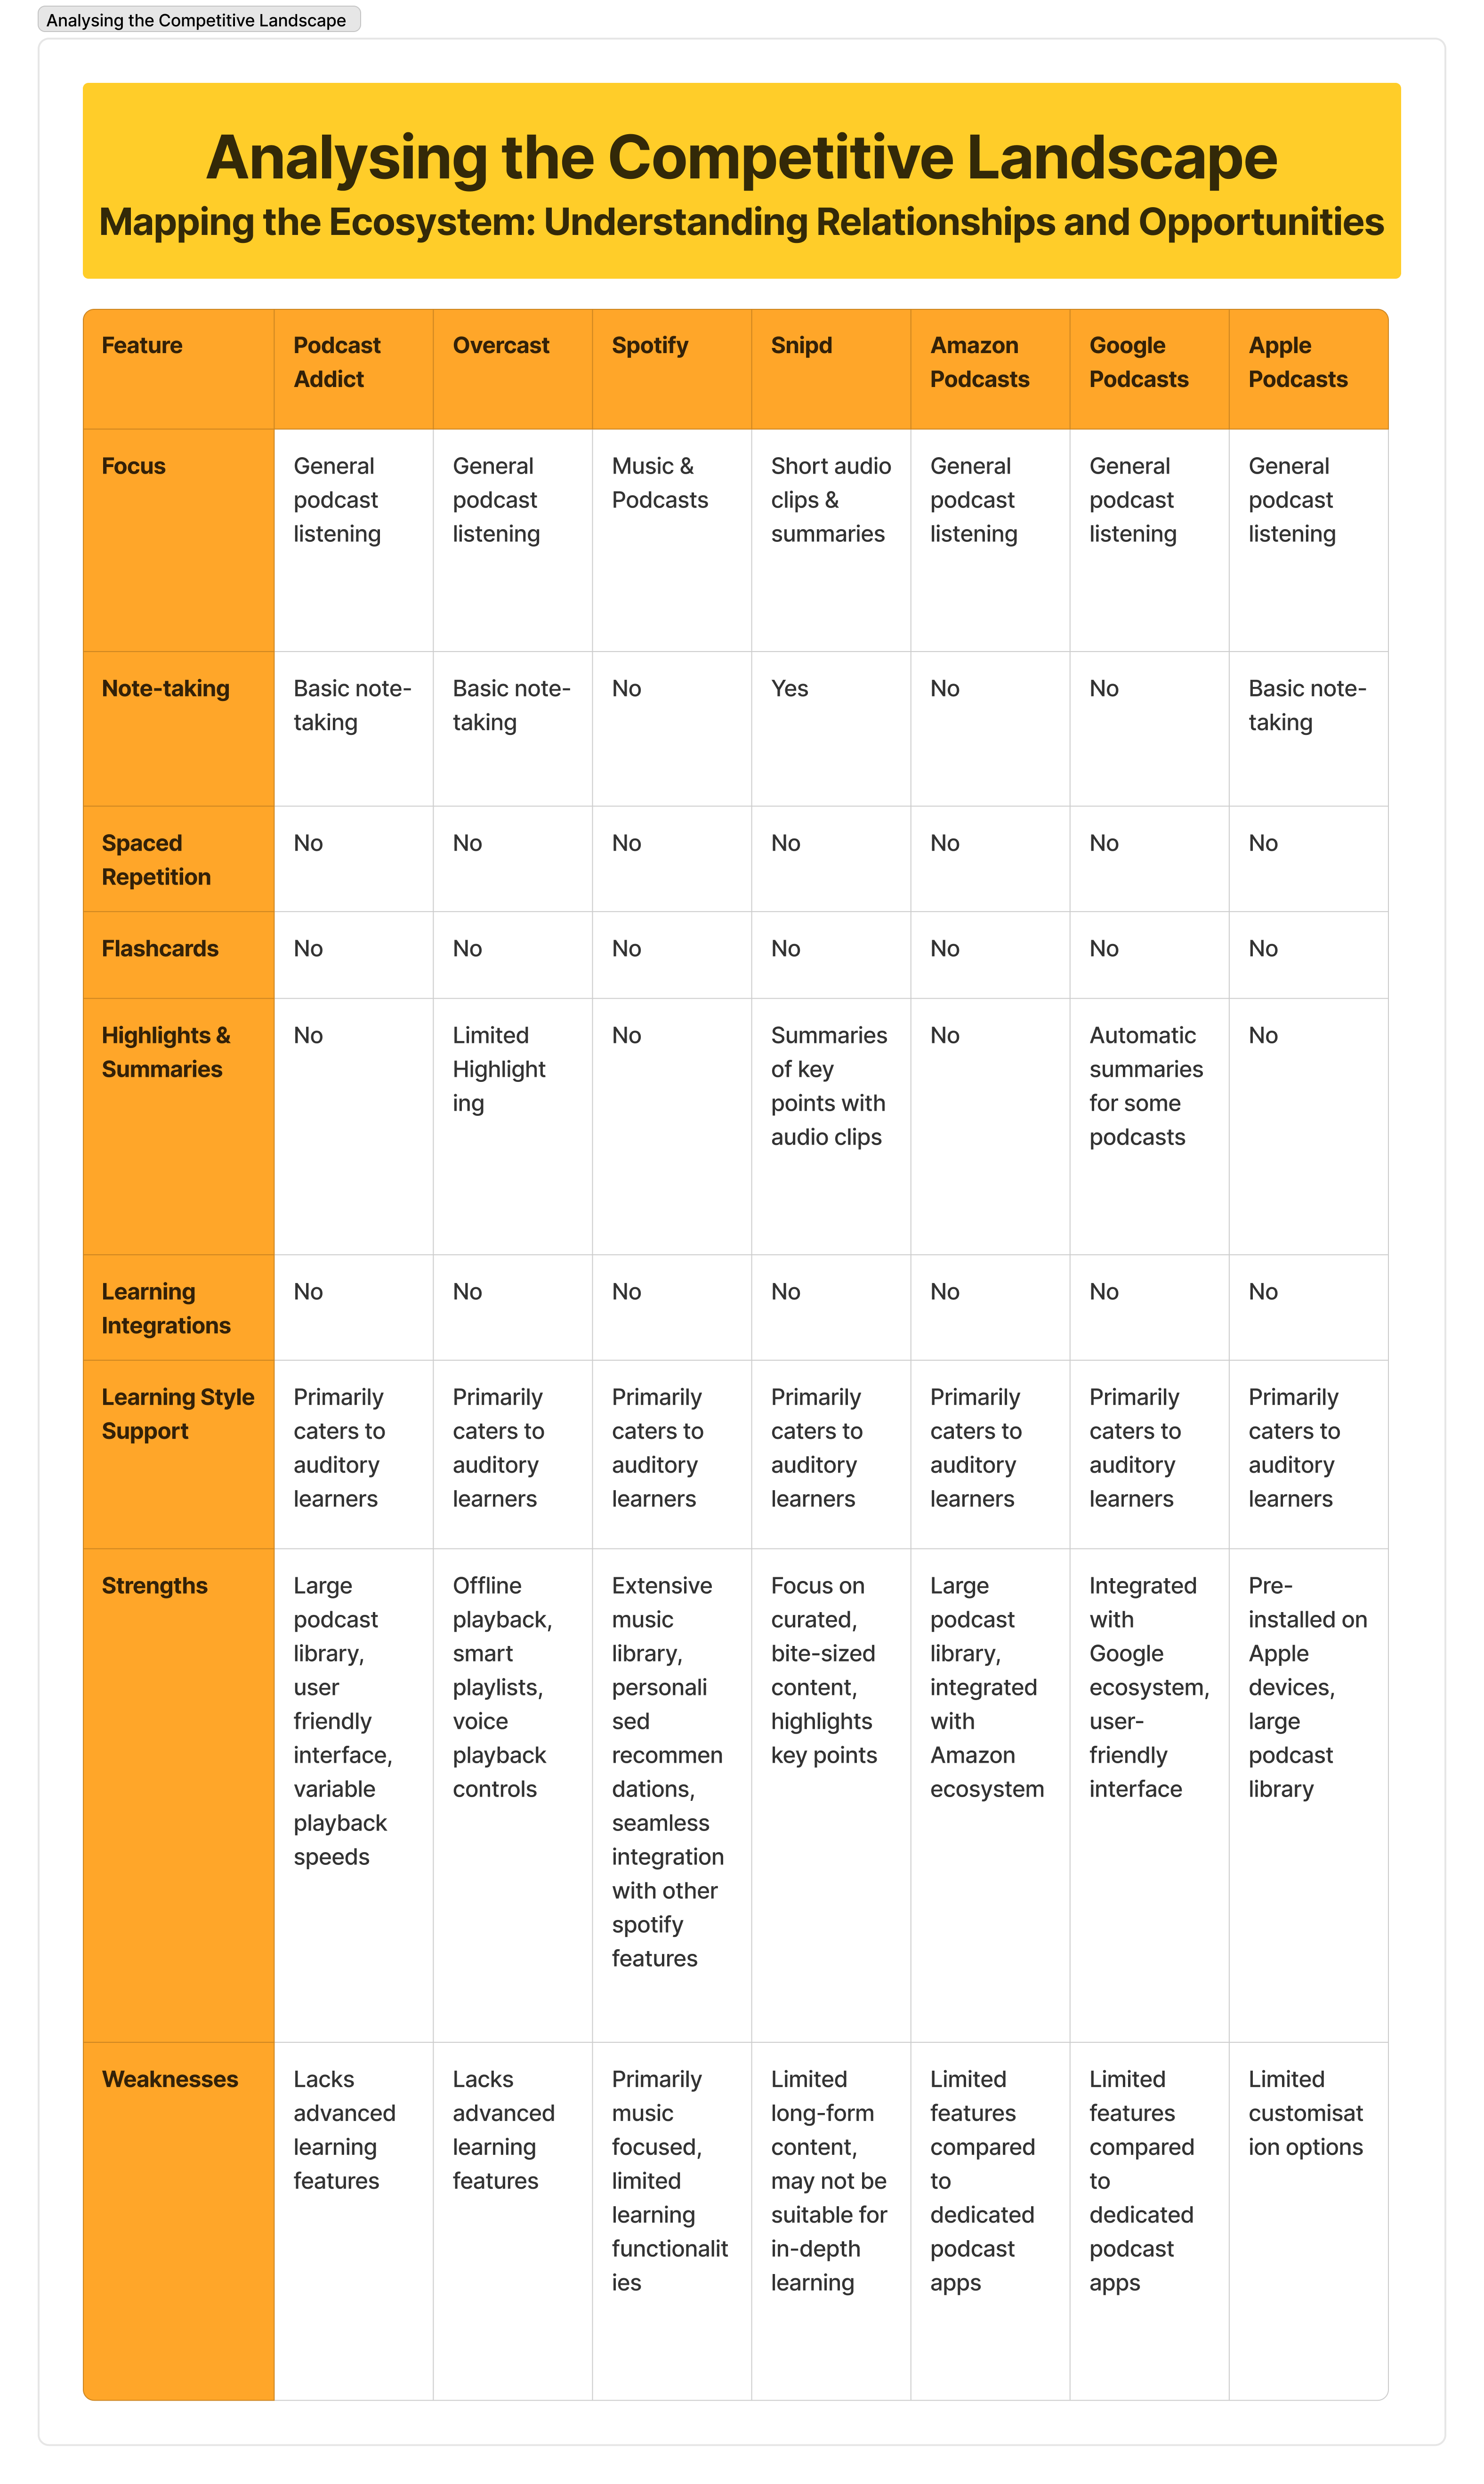 Analysing the Competitive Landscape
Analysing the Competitive Landscape
Mapping the Ecosystem: Understanding Relationships and Opportunities
Feature
Podcast
Addict
Overcast
Spotify
Snipd
Amazon
Podcasts
Google
Podcasts
Apple
Podcasts
Focus
General
podcast
listening
General
podcast
listening
Music &
Podcasts
Short audio
clips &
summaries
General
podcast
listening
General
podcast
listening
General
podcast
listening
Note-taking
Basic note-
taking
Basic note-
taking
No
Yes
No
No
Basic note-
taking
Spaced
Repetition
No
No
No
No
No
No
No
Flashcards
No
No
No
No
No
No
No
Highlights &
Summaries
No
Limited
Highlight
ing
No
Summaries
of key
points with
audio clips
No
Automatic
summaries
for some
podcasts
No
Learning
Integrations
No
No
No
No
No
No
No
Learning Style
Support
Primarily
caters to
auditory
learners
Primarily
caters to
auditory
learners
Primarily
caters to
auditory
learners
Primarily
caters to
auditory
learners
Primarily
caters to
auditory
learners
Primarily
caters to
auditory
learners
Primarily
caters to
auditory
learners
Strengths
Large
podcast
library,
user
friendly
interface,
variable
playback
speeds
Offline
playback,
smart
playlists,
voice
playback
controls
Extensive
music
library,
personali
sed
recommen
dations,
seamless
integration
with other
spotify
features
Focus on
curated,
bite-sized
content,
highlights
key points
Large
podcast
library,
integrated
with
Amazon
ecosystem
Integrated
with
Google
ecosystem,
user-
friendly
interface
Pre-
installed on
Apple
devices,
large
podcast
library
Weaknesses
Lacks
advanced
learning
features
Lacks
advanced
learning
features
Primarily
music
focused,
limited
learning
functionalit
ies
Limited
long-form
content,
may not be
suitable for
in-depth
learning
Limited
features
compared
to
dedicated
podcast
apps
Limited
features
compared
to
dedicated
podcast
apps
Limited
customisat
ion options